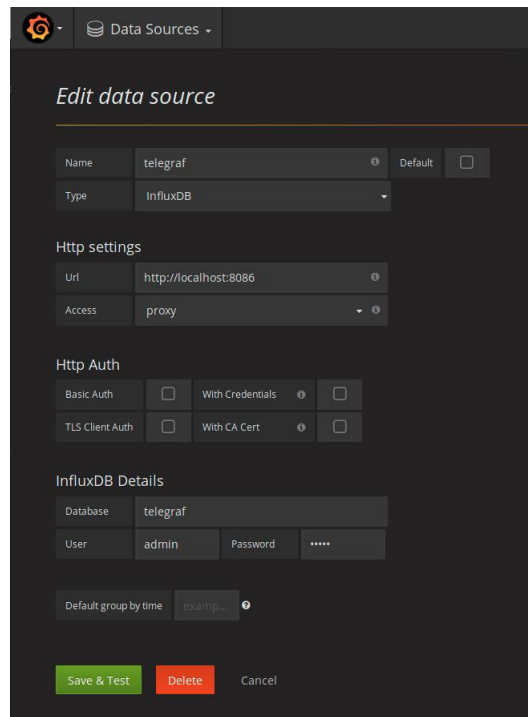 Data Sources
Edit data source
Name telegraf Default
Type InfluxDB
Http settings
Url http://localhost:8086
Access proxy
Http Auth
Basic Auth With Credentials
TLS Client Auth With CA Cert
InfluxDB Details
Database telegraf
User admin Password •••••
Default group by time examp...
Save & Test Delete Cancel